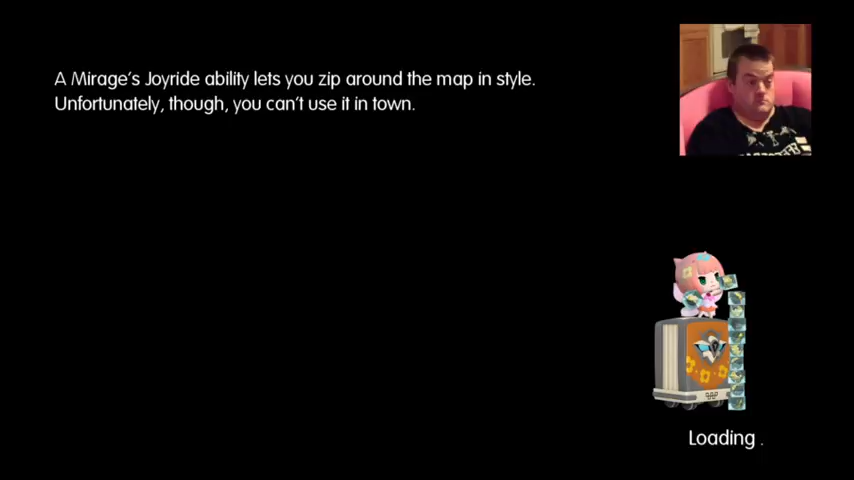 A Mirage's Joyride ability lets you zip around the map in style.
Unfortunately, though, you can't use it in town.
Loading .